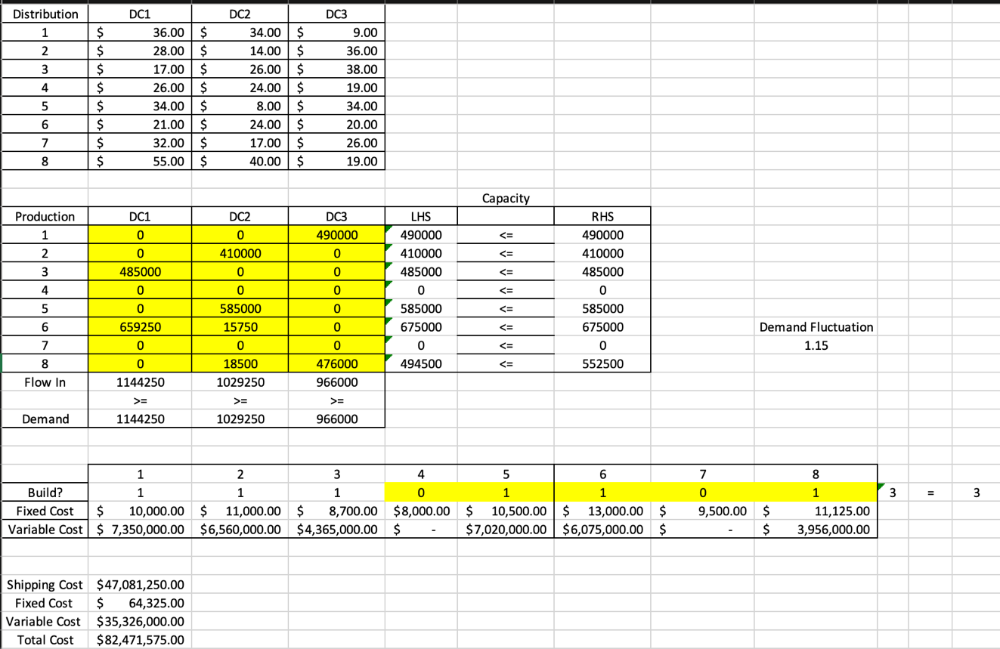 Distribution DC1 DC2 DC3
1 $ 36.00 $ 34.00 $ 9.00
2 $ 28.00 $ 14.00 $ 36.00
3 $ 17.00 $ 26.00 $ 38.00
4 $ 26.00 $ 24.00 $ 19.00
5 $ 34.00 $ 8.00 $ 34.00
6 $ 21.00 $ 24.00 $ 20.00
7 $ 32.00 $ 17.00 $ 26.00
8 $ 55.00 $ 40.00 $ 19.00
Capacity
Production DC1 DC2 DC3 LHS RHS
1 0 0 490000 490000 <= 490000
2 0 410000 0 410000 <= 410000
3 485000 0 0 485000 <= 485000
4 0 0 0 0 <= 0
5 0 585000 0 585000 <= 585000
6 659250 15750 0 675000 <= 675000 Demand Fluctuation
7 0 0 0 0 <= 0 1.15
8 0 18500 476000 494500 <= 552500
Flow In 1144250 1029250 966000
>= >= >=
Demand 1144250 1029250 966000
1 2 3 4 5 6 7 8
Build? 1 1 1 0 1 1 0 1 3 = 3
Fixed Cost $ 10,000.00 $ 11,000.00 $ 8,700.00 $8,000.00 $ 10,500.00 $ 13,000.00 $ 9,500.00 $ 11,125.00
Variable Cost $ 7,350,000.00 $6,560,000.00 $4,365,000.00 $ - $7,020,000.00 $6,075,000.00 $ - $ 3,956,000.00
Shipping Cost $47,081,250.00
Fixed Cost $ 64,325.00
Variable Cost $35,326,000.00
Total Cost $82,471,575.00